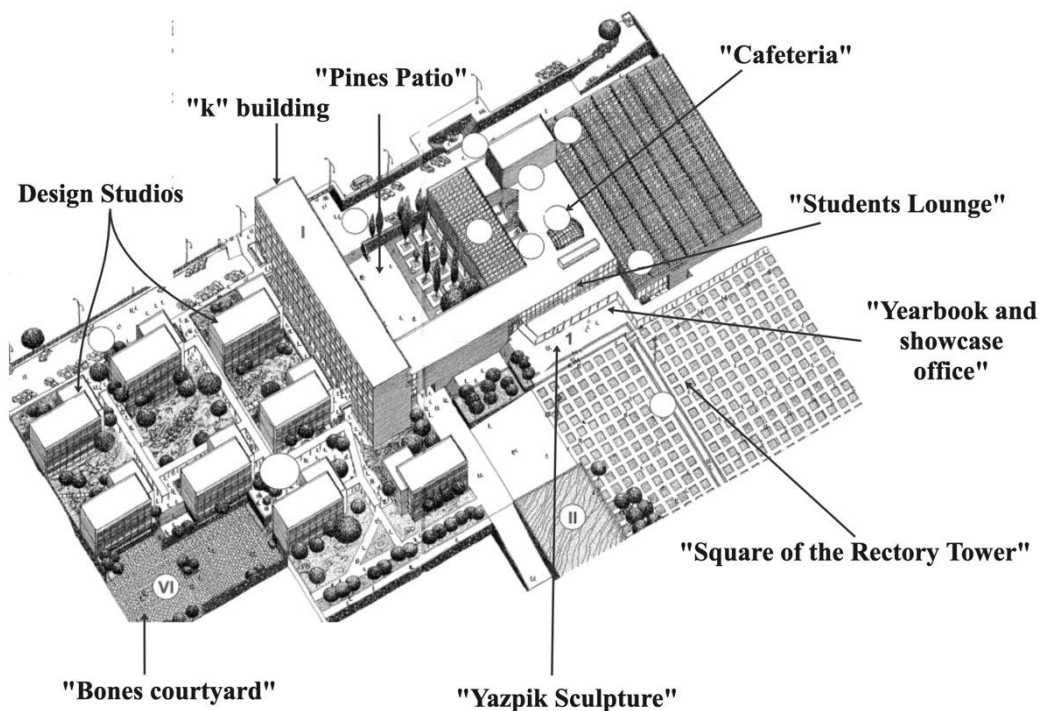 "Cafeteria"
"Pines Patio"
"k" building
Design Studios
"Students Lounge"
"Yearbook and
showcase
office"
I
1
II
"Square of the Rectory Tower"
VI
"Bones courtyard"
"Yazpik Sculpture"